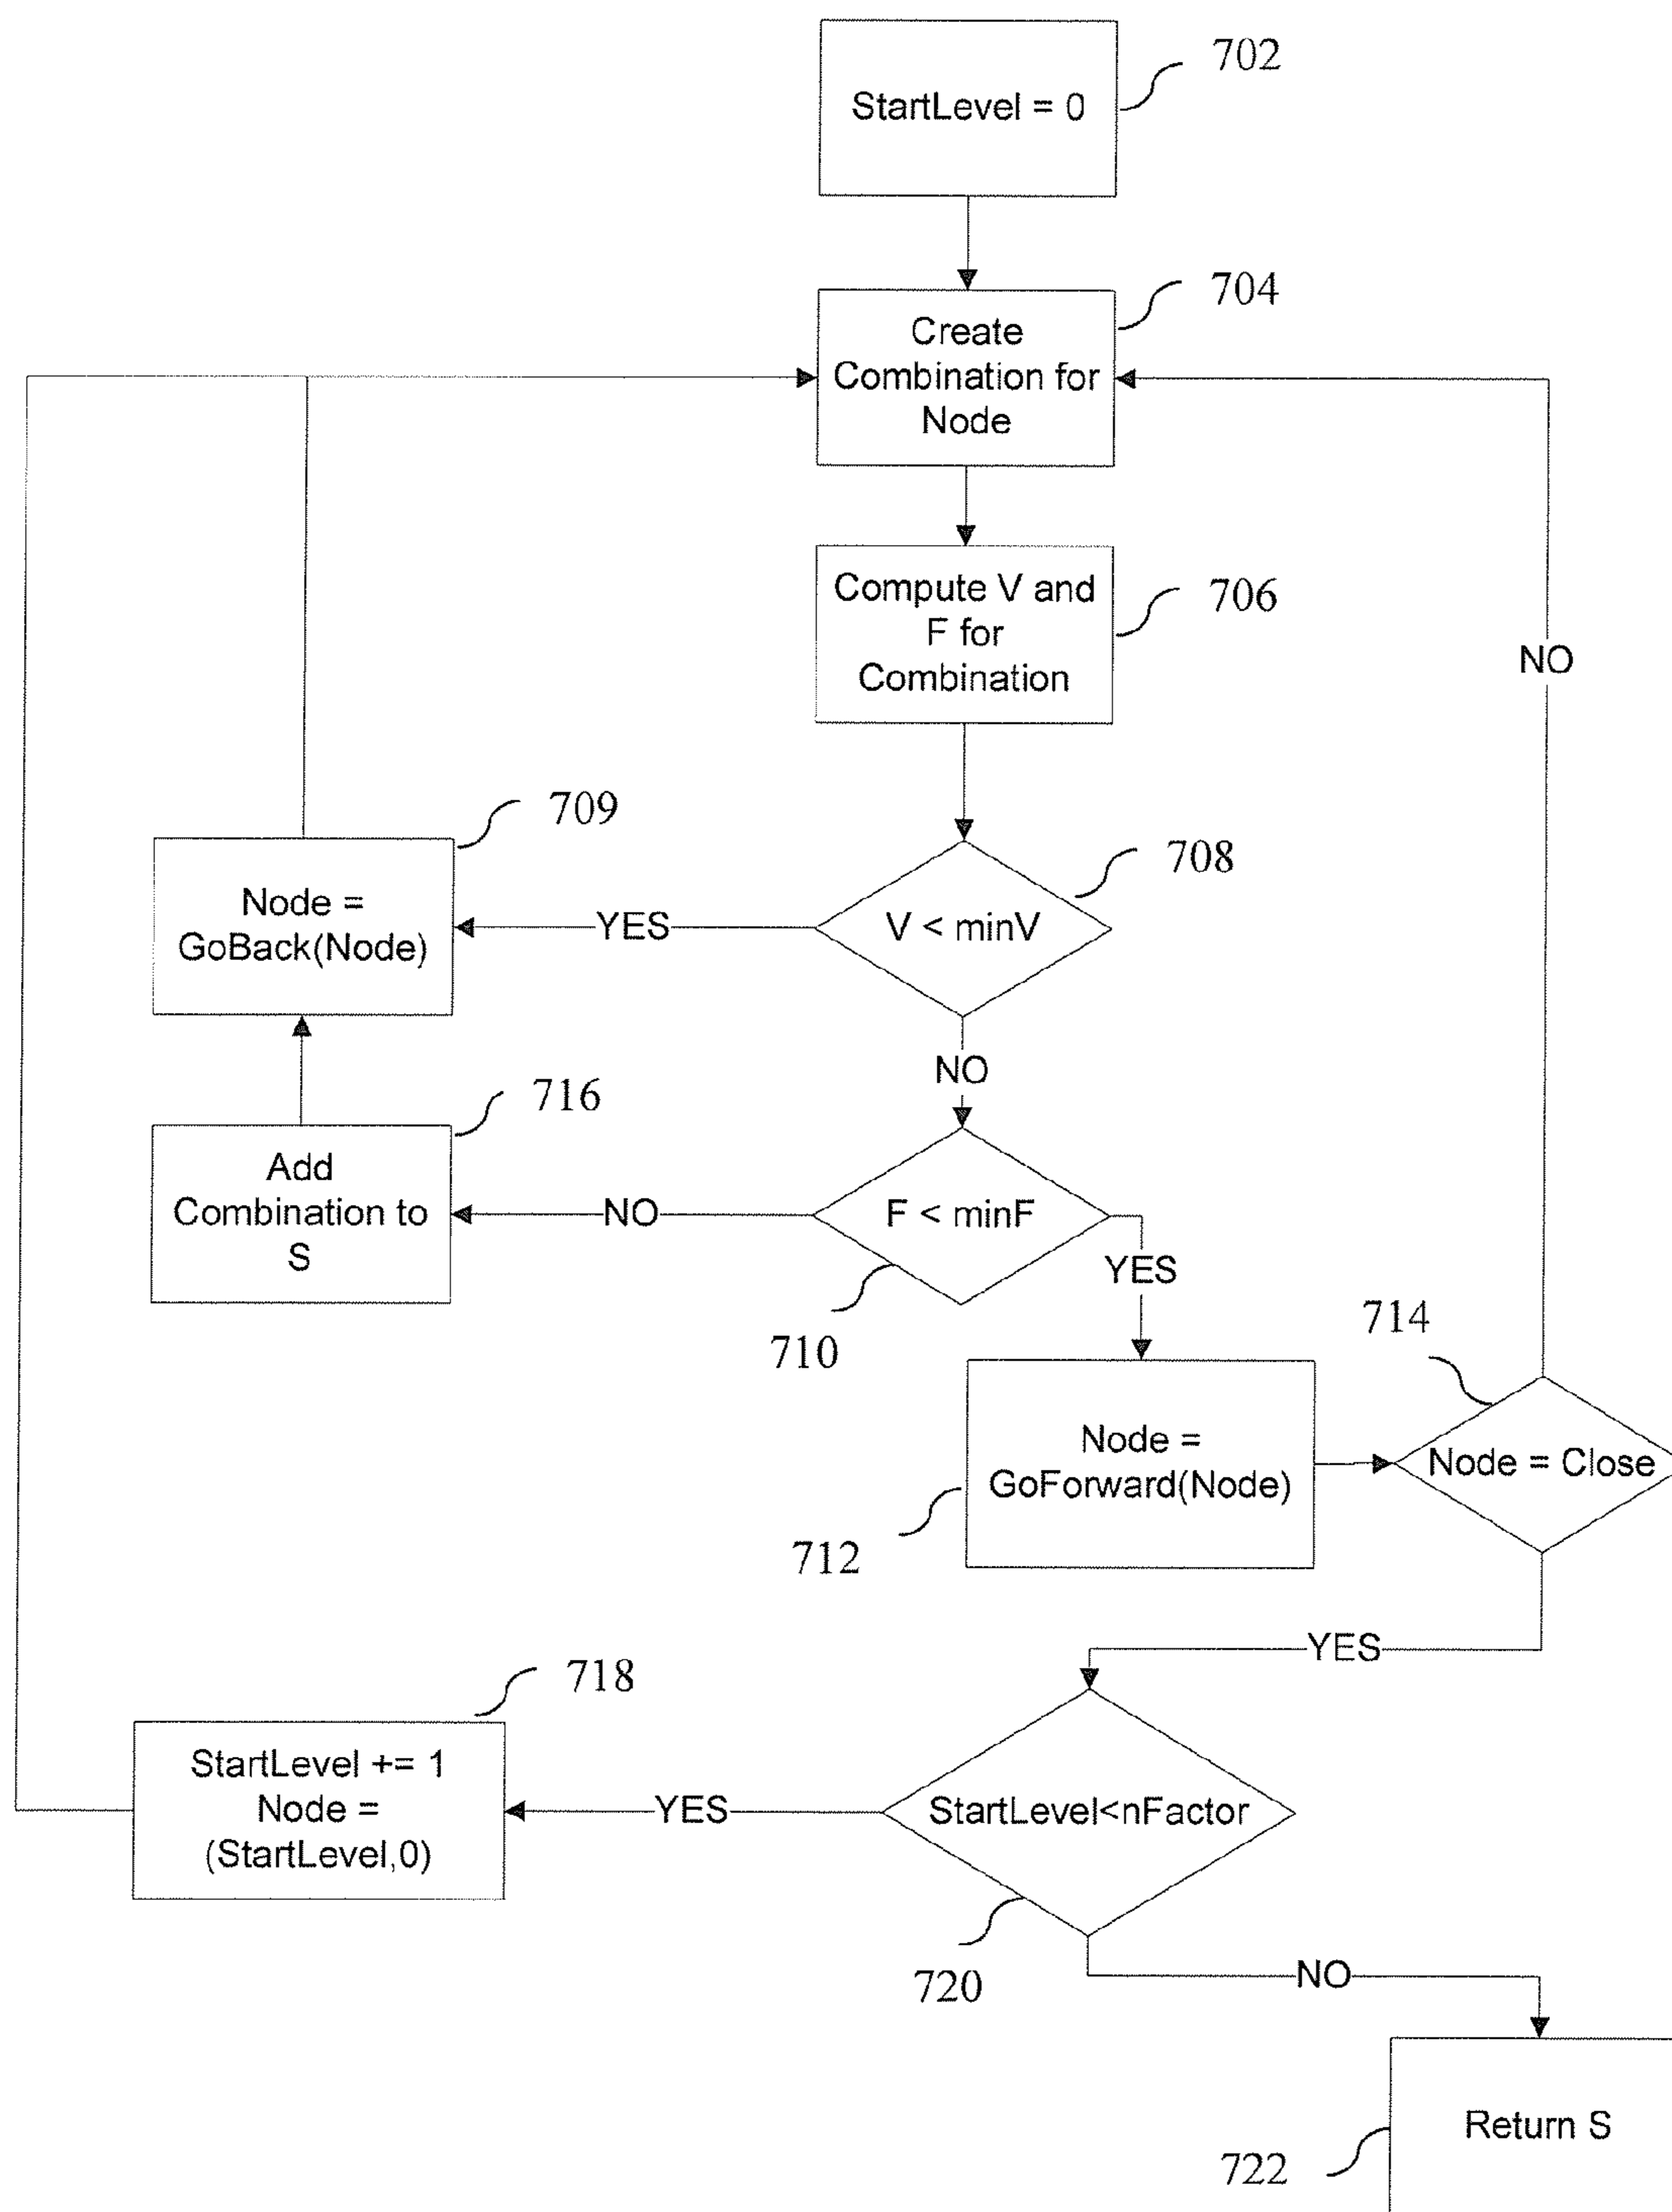 702
StartLevel = 0
704
Create
Combination for
Node
706
Compute V and
F for
Combination
NO
709
Node =
GoBack(Node)
708
YES
V < minV
NO
716
Add
Combination to
S
NO
F < minF
YES
710
714
Node =
GoForward(Node)
Node = Close
712
YES
718
StartLevel += 1
Node =
(StartLevel,0)
YES
StartLevel<nFactor
720
NO
Return S
722